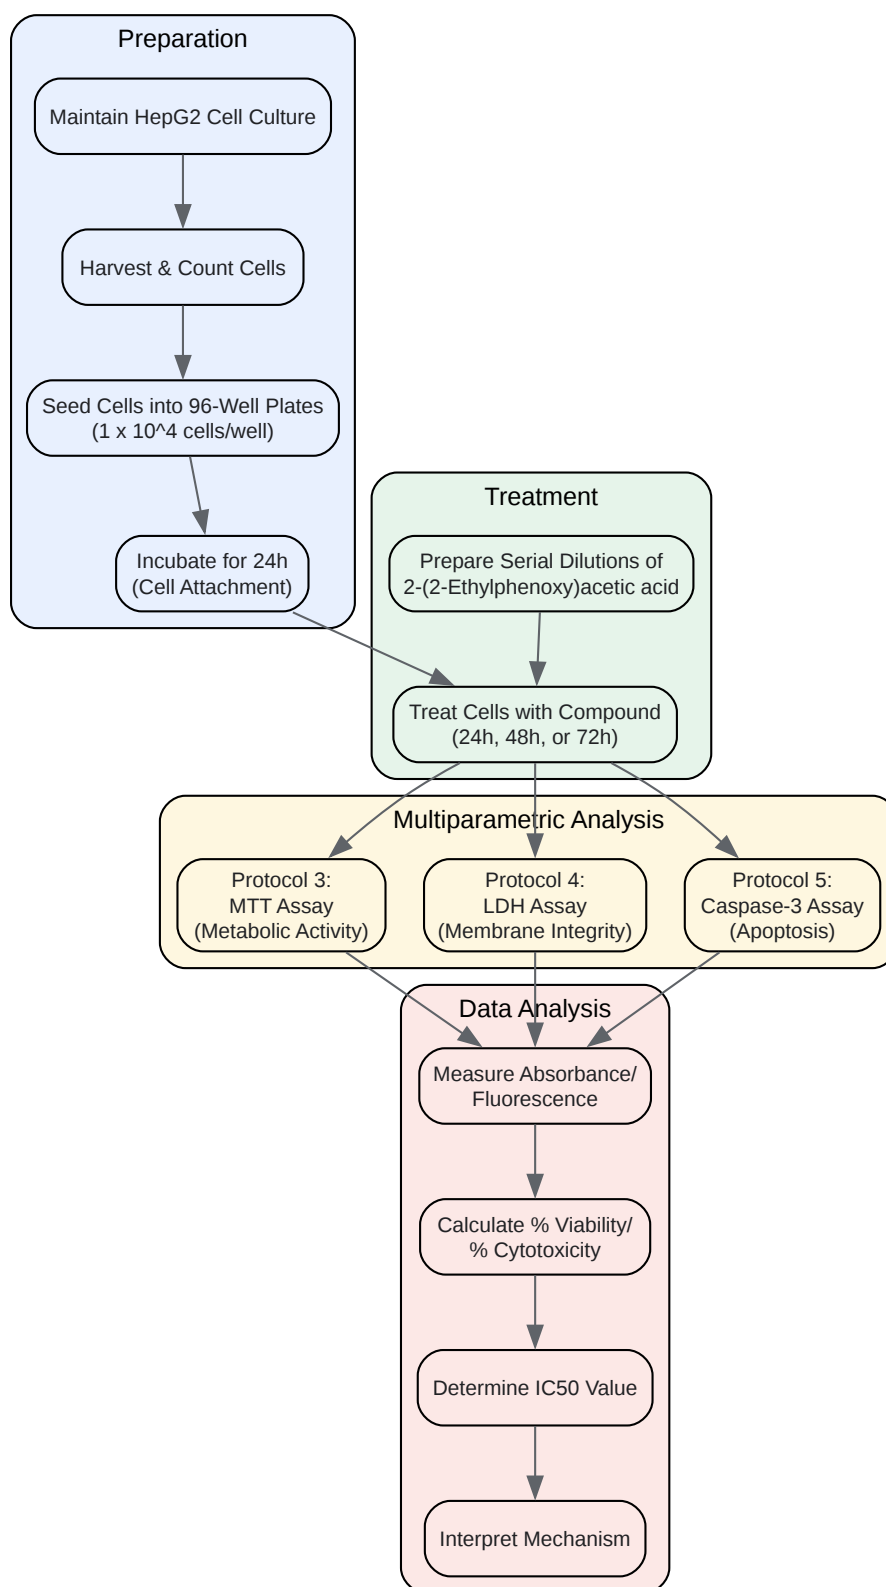 Preparation
Maintain HepG2 Cell Culture
Harvest & Count Cells
Seed Cells into 96-Well Plates
(1 x 10^4 cells/well)
Incubate for 24h
(Cell Attachment)
Treatment
Prepare Serial Dilutions of
2-(2-Ethylphenoxy)acetic acid
Treat Cells with Compound
(24h, 48h, or 72h)
Multiparametric Analysis
Protocol 3:
MTT Assay
(Metabolic Activity)
Protocol 4:
LDH Assay
(Membrane Integrity)
Protocol 5:
Caspase-3 Assay
(Apoptosis)
Data Analysis
Measure Absorbance/
Fluorescence
Calculate % Viability/
% Cytotoxicity
Determine IC50 Value
Interpret Mechanism